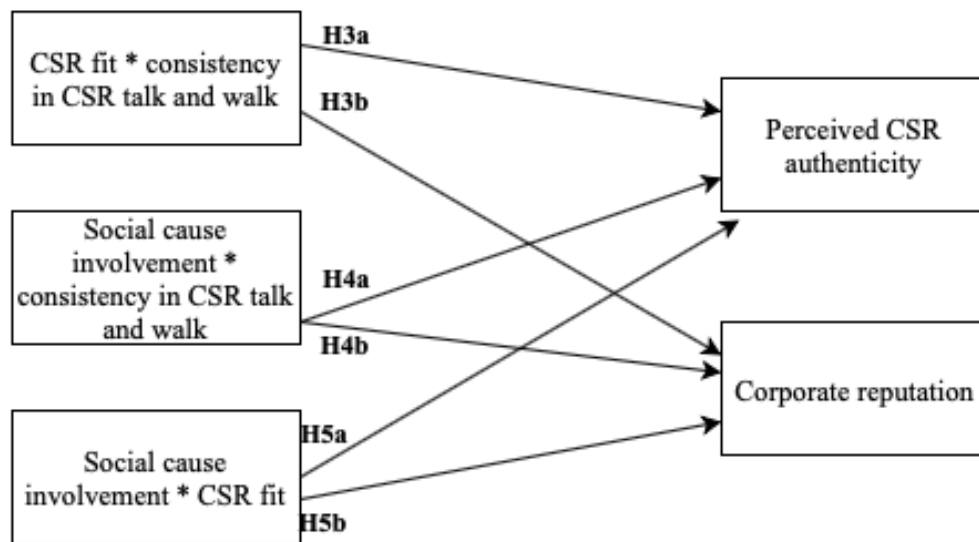 CSR fit * consistency
in CSR talk and walk
H3a
H3b
Perceived CSR
authenticity
Social cause
involvement *
consistency in CSR talk
and walk
H4a
H4b
Corporate reputation
Social cause
involvement * CSR fit
H5a
H5b